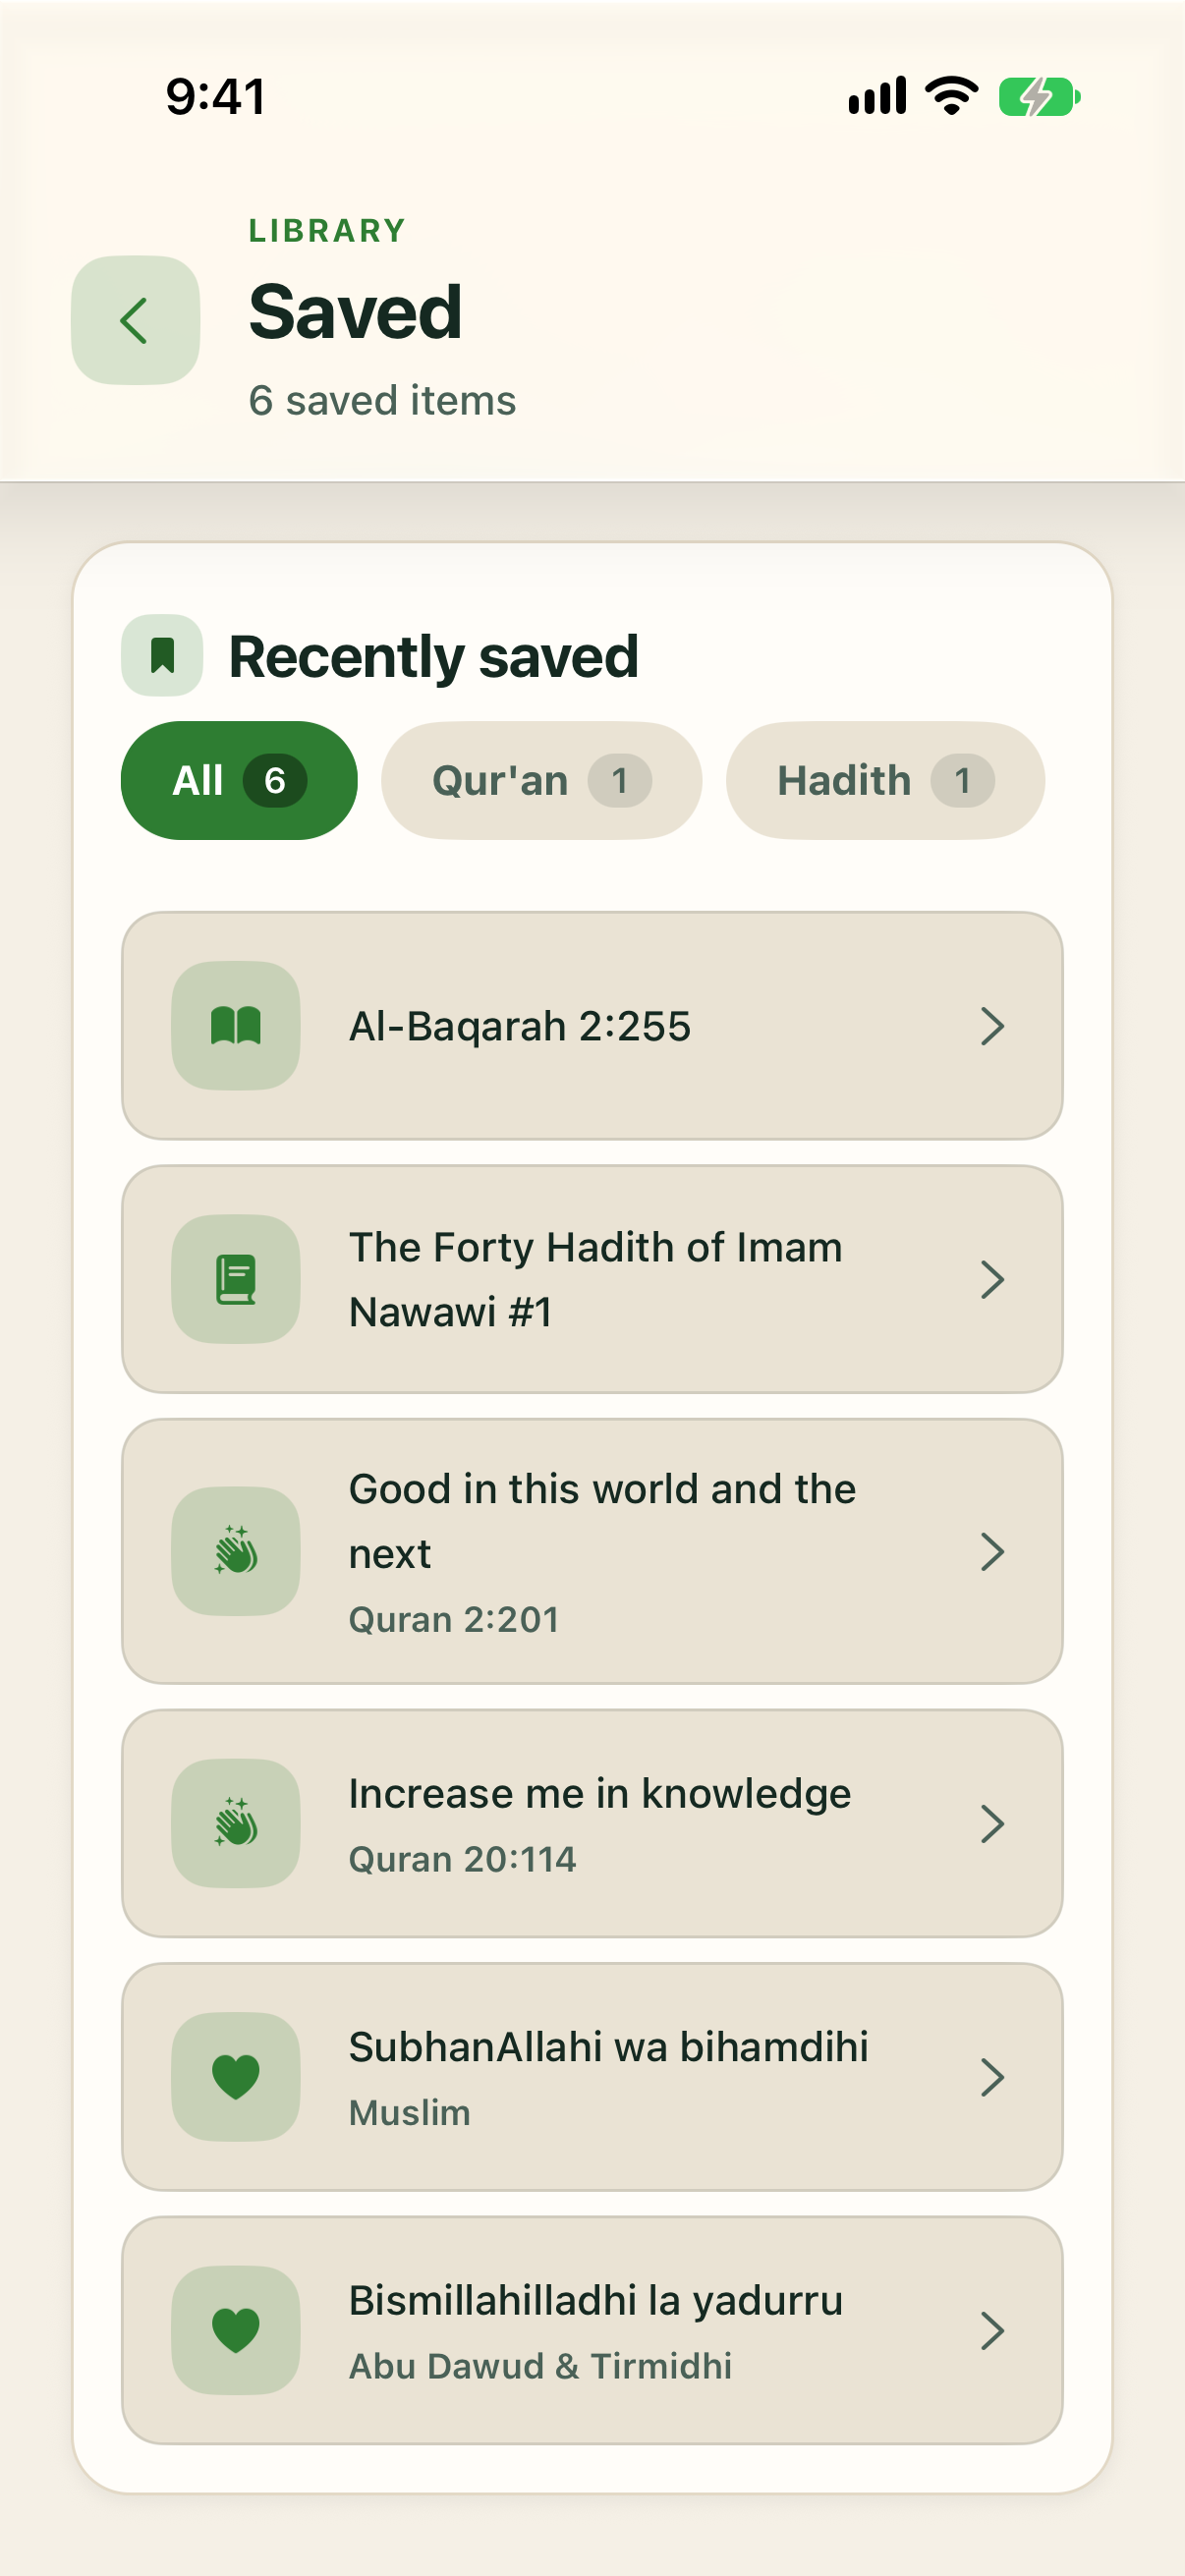 9:41
LIBRARY
Saved
6 saved items
Recently saved
All 6 Qur'an 1 Hadith 1
Al-Baqarah 2:255
The Forty Hadith of Imam
Nawawi #1
Good in this world and the
next
Quran 2:201
Increase me in knowledge
Quran 20:114
SubhanAllahi wa bihamdihi
Muslim
Bismillahilladhi la yadurru
Abu Dawud & Tirmidhi